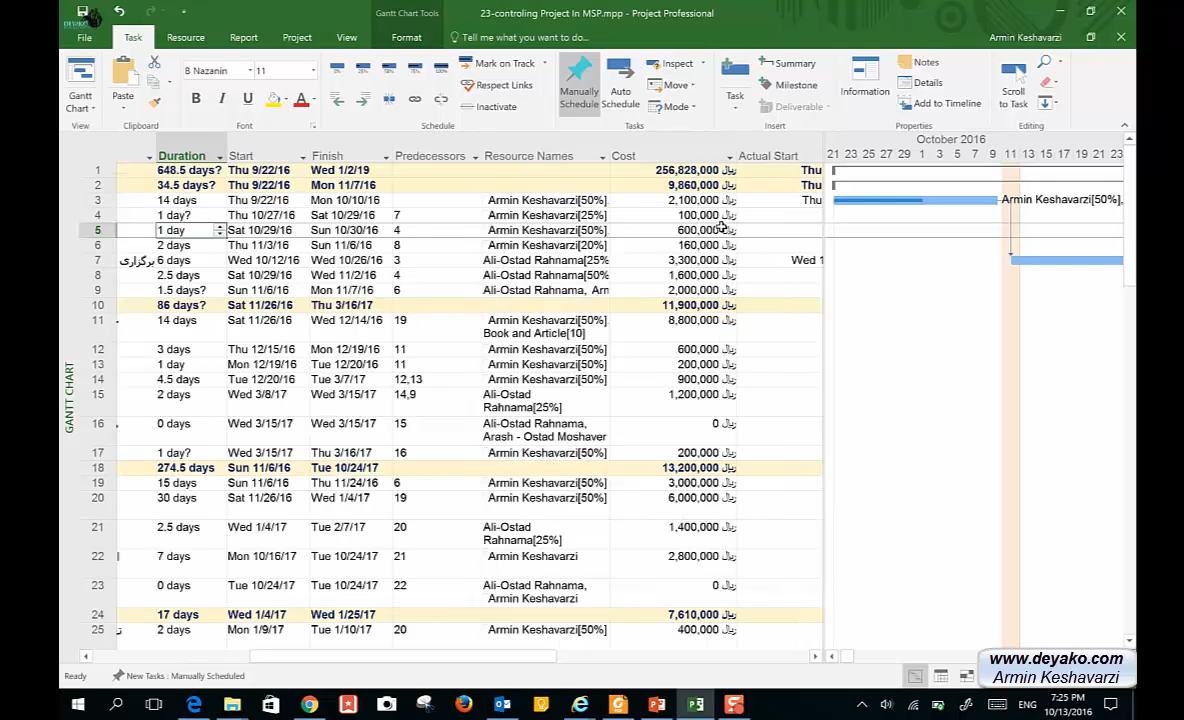 DEYAKO
Gantt Chart Tools
23-controling Project In MSP.mpp - Project Professional
File Task Resource Report Project View Format Tell me what you want to do... Armin Keshavarzi
Gantt Chart
Paste
B Nazanin 11
B I U A
0% 25% 50% 75% 100%
Mark on Track
Respect Links
Inactivate
Manually Schedule
Auto Schedule
Inspect
Move
Mode
Task
Summary
Milestone
Deliverable
Information
Notes
Details
Add to Timeline
Scroll to Task
View Clipboard Font Schedule Tasks Insert Properties Editing
October 2016
Duration Start Finish Predecessors Resource Names Cost Actual Start 21 23 25 27 29 1 3 5 7 9 11 13 15 17 19 21 23
1 648.5 days? Thu 9/22/16 Wed 1/2/19 256,828,000 ریال Thu
2 34.5 days? Thu 9/22/16 Mon 11/7/16 9,860,000 ریال Thu
3 14 days Thu 9/22/16 Mon 10/10/16 Armin Keshavarzi[50%] 2,100,000 ریال Thu Armin Keshavarzi[50%],
4 1 day? Thu 10/27/16 Sat 10/29/16 7 Armin Keshavarzi[25%] 100,000 ریال
5 1 day Sat 10/29/16 Sun 10/30/16 4 Armin Keshavarzi[50%] 600,000 ریال
6 2 days Thu 11/3/16 Sun 11/6/16 8 Armin Keshavarzi[20%] 160,000 ریال
7 برگزاری 6 days Wed 10/12/16 Wed 10/26/16 3 Ali-Ostad Rahnama[25% 3,300,000 ریال Wed 1
8 2.5 days Sat 10/29/16 Wed 11/2/16 4 Ali-Ostad Rahnama[50% 1,600,000 ریال
9 1.5 days? Sun 11/6/16 Mon 11/7/16 6 Ali-Ostad Rahnama, Arm 2,000,000 ریال
10 86 days? Sat 11/26/16 Thu 3/16/17 11,900,000 ریال
11 14 days Sat 11/26/16 Wed 12/14/16 19 Armin Keshavarzi[50%] 8,800,000 ریال
Book and Article[10]
12 3 days Thu 12/15/16 Mon 12/19/16 11 Armin Keshavarzi[50%] 600,000 ریال
13 1 day Mon 12/19/16 Tue 12/20/16 11 Armin Keshavarzi[50%] 200,000 ریال
14 4.5 days Tue 12/20/16 Tue 3/7/17 12,13 Armin Keshavarzi[50%] 900,000 ریال
15 2 days Wed 3/8/17 Wed 3/15/17 14,9 Ali-Ostad 1,200,000 ریال
Rahnama[25%]
16 0 days Wed 3/15/17 Wed 3/15/17 15 Ali-Ostad Rahnama, 0 ریال
Arash - Ostad Moshaver
17 1 day? Wed 3/15/17 Thu 3/16/17 16 Armin Keshavarzi[50%] 200,000 ریال
18 274.5 days Sun 11/6/16 Tue 10/24/17 13,200,000 ریال
19 15 days Sun 11/6/16 Thu 11/24/16 6 Armin Keshavarzi[50%] 3,000,000 ریال
20 30 days Sat 11/26/16 Wed 1/4/17 19 Armin Keshavarzi[50%] 6,000,000 ریال
21 2.5 days Wed 1/4/17 Tue 2/7/17 20 Ali-Ostad 1,400,000 ریال
Rahnama[25%]
22 7 days Mon 10/16/17 Tue 10/24/17 21 Armin Keshavarzi 2,800,000 ریال
23 0 days Tue 10/24/17 Tue 10/24/17 22 Ali-Ostad Rahnama, 0 ریال
Armin Keshavarzi
24 17 days Wed 1/4/17 Wed 1/25/17 7,610,000 ریال
25 2 days Mon 1/9/17 Tue 1/10/17 20 Armin Keshavarzi[50%] 400,000 ریال
GANTT CHART
Ready New Tasks : Manually Scheduled
www.deyako.com
Armin Keshavarzi
ENG
7:25 PM
10/13/2016